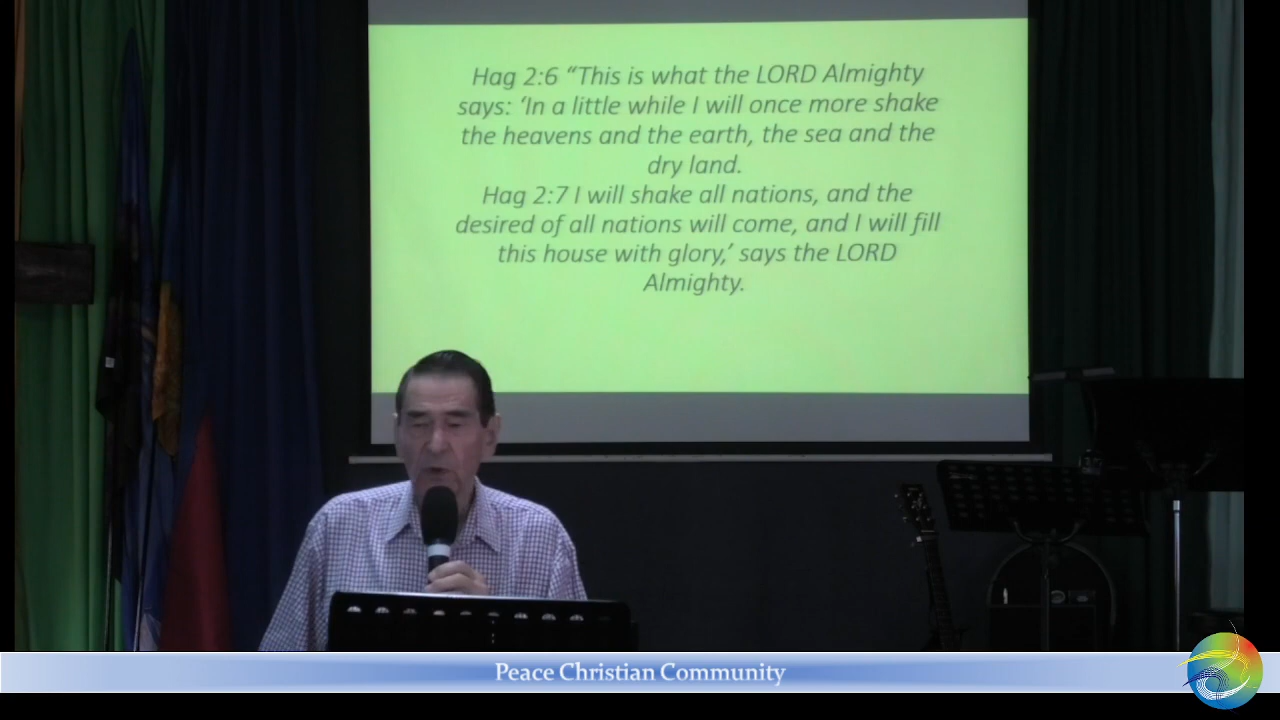 Hag 2:6 “This is what the LORD Almighty
says: ‘In a little while I will once more shake
the heavens and the earth, the sea and the
dry land.
Hag 2:7 I will shake all nations, and the
desired of all nations will come, and I will fill
this house with glory,’ says the LORD
Almighty.
Peace Christian Community